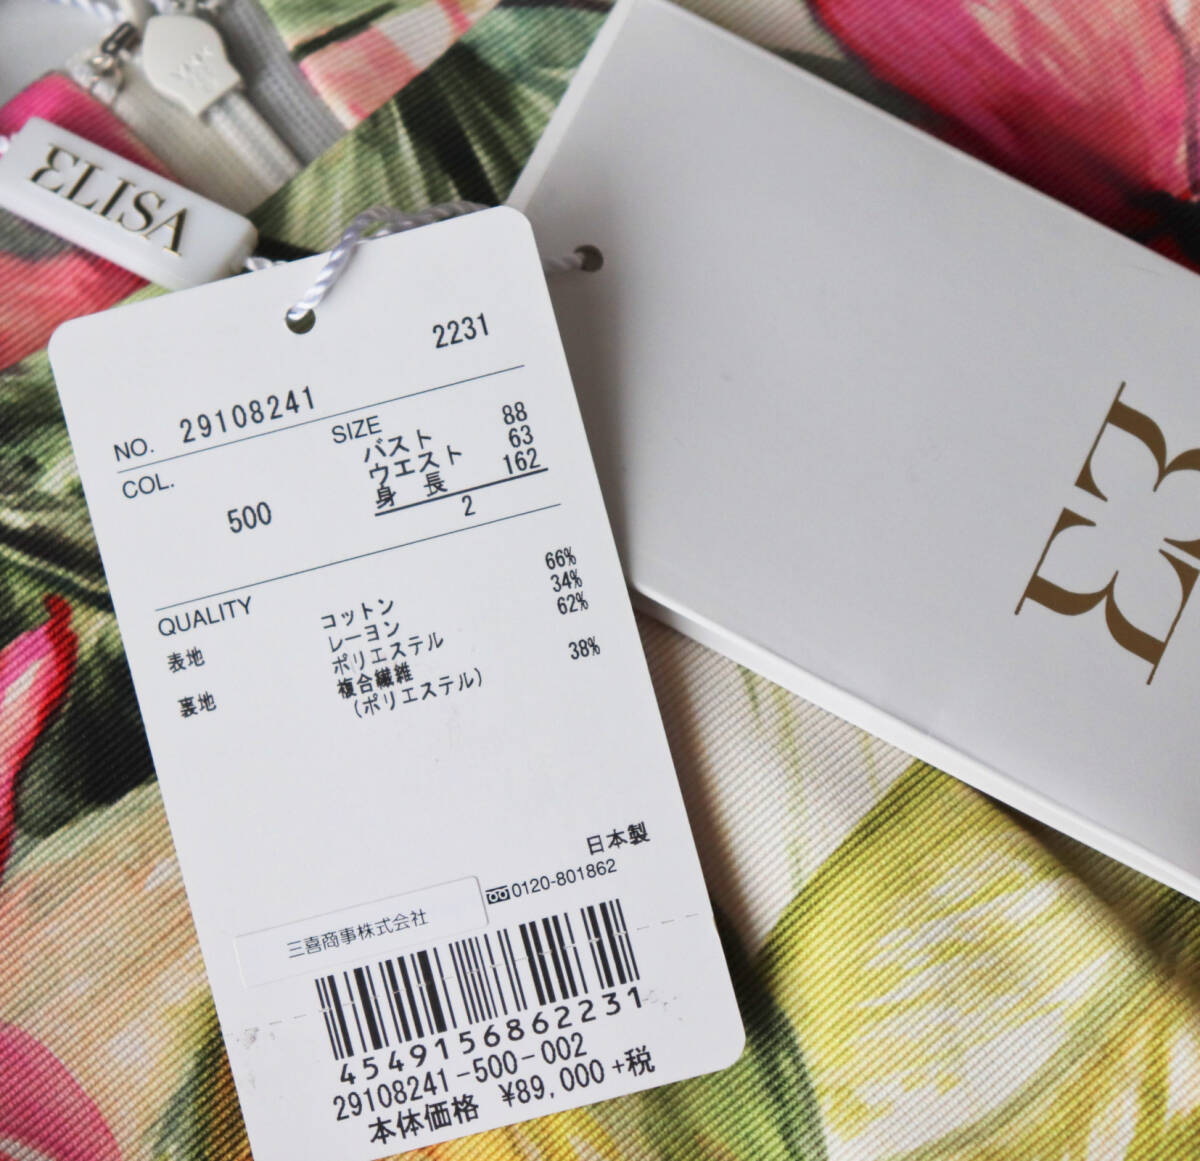 ƐLISA
2231
NO. 29108241
COL. 500
SIZE
バスト 88
ウエスト 63
身長 162
2
QUALITY
表地 コットン 66%
レーヨン 34%
裏地 ポリエステル 62%
複合繊維 38%
(ポリエステル)
日本製
0120-801862
三喜商事株式会社
4549156862231
29108241-500-002
本体価格 ¥89,000+税